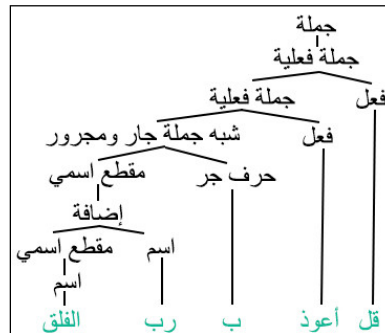 جملة
جملة فعلية
فعل جملة فعلية
فعل شبه جملة جار ومجرور
حرف جر مقطع اسمي
إضافة
اسم مقطع اسمي
اسم
قل أعوذ ب رب الفلق